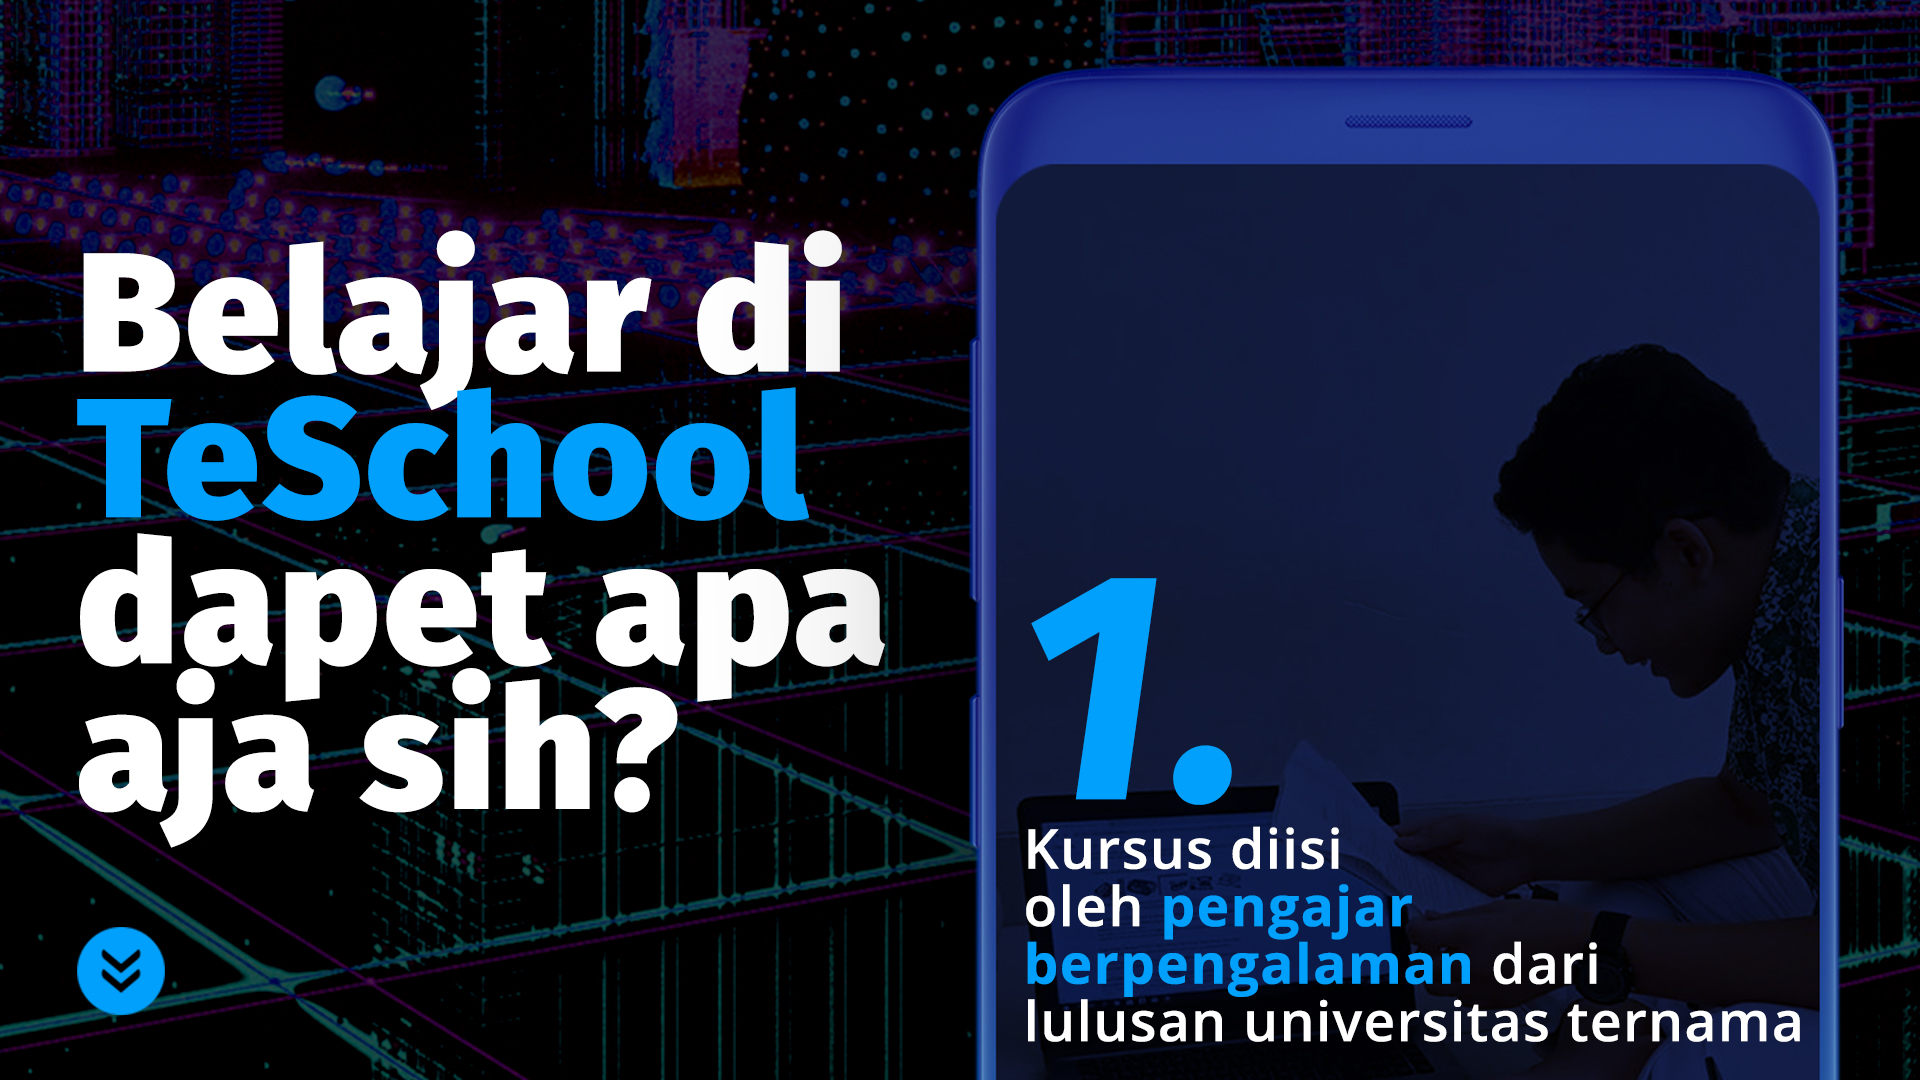 Belajar di
TeSchool
dapet apa
aja sih?
1.
Kursus diisi
oleh pengajar
berpengalaman dari
lulusan universitas ternama